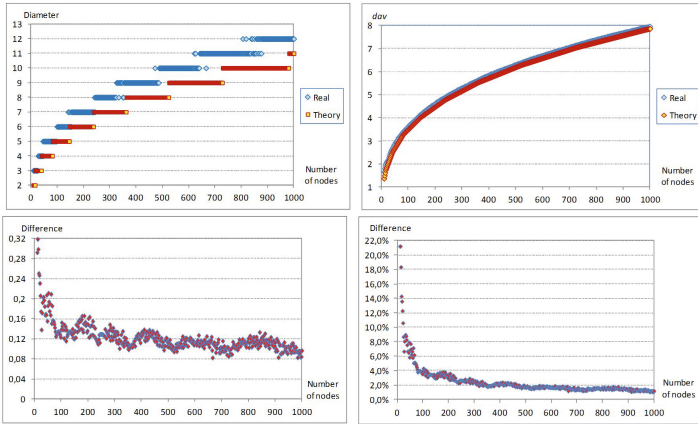 Diameter
13
12
11
10
9
8
7
6
5
4
3
2
0 100 200 300 400 500 600 700 800 900 1000
Number
of nodes
Real
Theory
dav
8
7
6
5
4
3
2
1
0 100 200 300 400 500 600 700 800 900 1000
Number
of nodes
Real
Theory
Difference
0,32
0,28
0,24
0,2
0,16
0,12
0,08
0,04
0
0 100 200 300 400 500 600 700 800 900 1000
Number
of nodes
Difference
22,0%
20,0%
18,0%
16,0%
14,0%
12,0%
10,0%
8,0%
6,0%
4,0%
2,0%
0,0%
0 100 200 300 400 500 600 700 800 900 1000
Number
of nodes